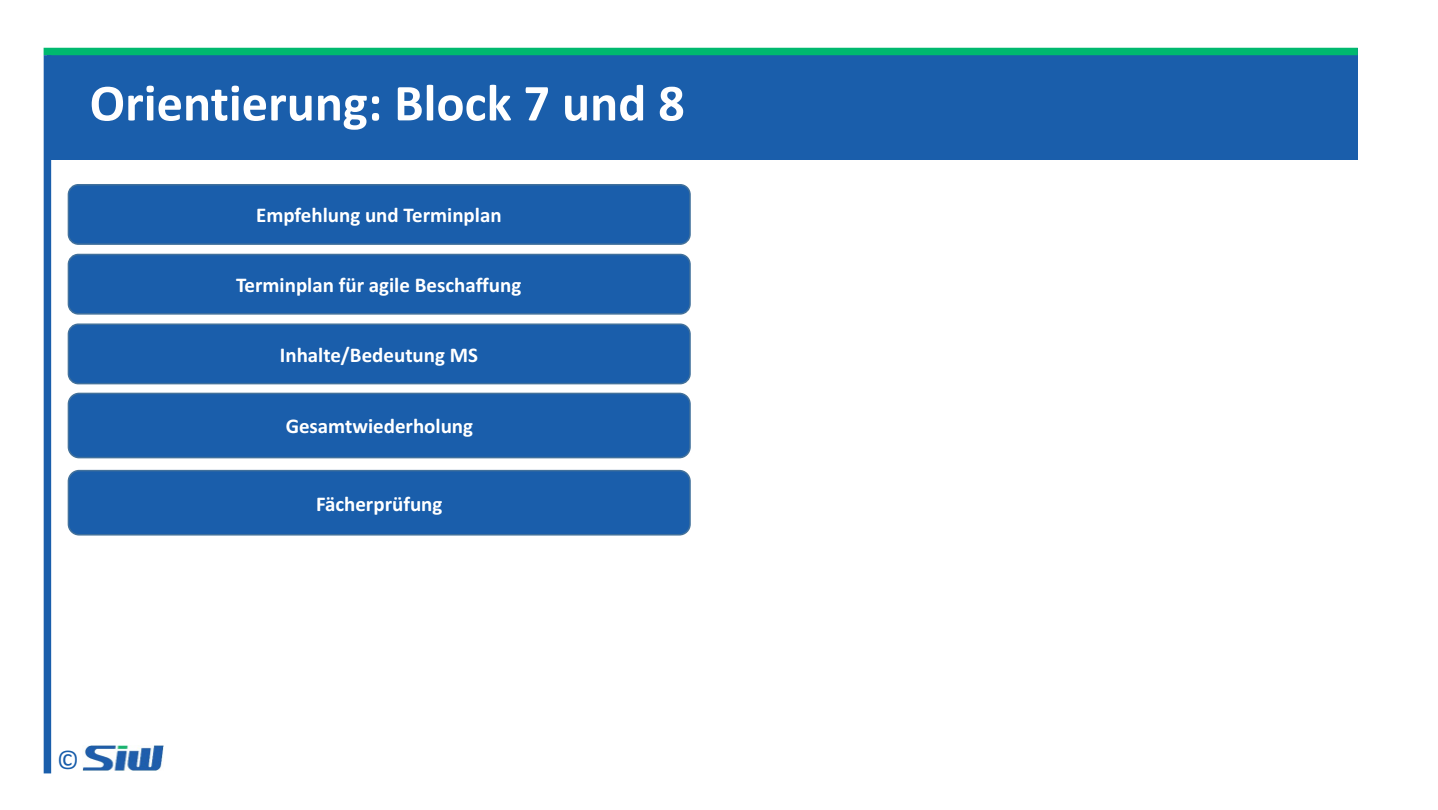 Orientierung: Block 7 und 8
Empfehlung und Terminplan
Terminplan für agile Beschaffung
Inhalte/Bedeutung MS
Gesamtwiederholung
Fächerprüfung
© SiW